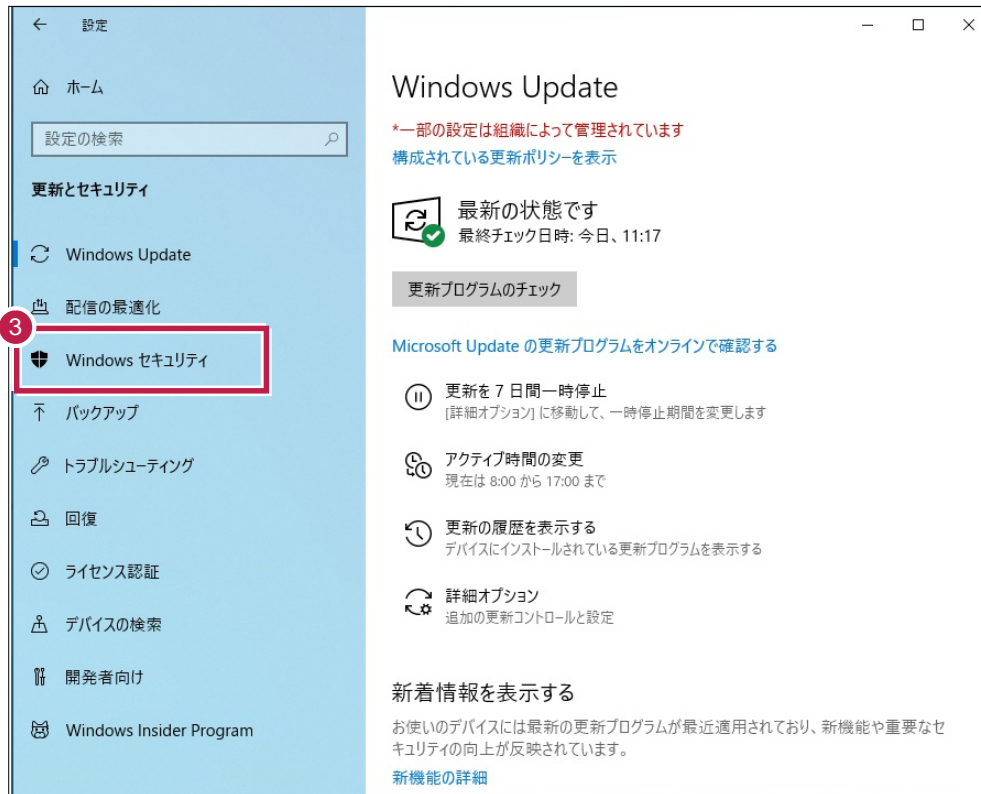 設定
ホーム
設定の検索
更新とセキュリティ
Windows Update
配信の最適化
3
Windows セキュリティ
バックアップ
トラブルシューティング
回復
ライセンス認証
デバイスの検索
開発者向け
Windows Insider Program
Windows Update
*一部の設定は組織によって管理されています
構成されている更新ポリシーを表示
最新の状態です
最終チェック日時: 今日、11:17
更新プログラムのチェック
Microsoft Update の更新プログラムをオンラインで確認する
更新を 7 日間一時停止
[詳細オプション] に移動して、一時停止期間を変更します
アクティブ時間の変更
現在は 8:00 から 17:00 まで
更新の履歴を表示する
デバイスにインストールされている更新プログラムを表示する
詳細オプション
追加の更新コントロールと設定
新着情報を表示する
お使いのデバイスには最新の更新プログラムが最近適用されており、新機能や重要なセ
キュリティの向上が反映されています。
新機能の詳細